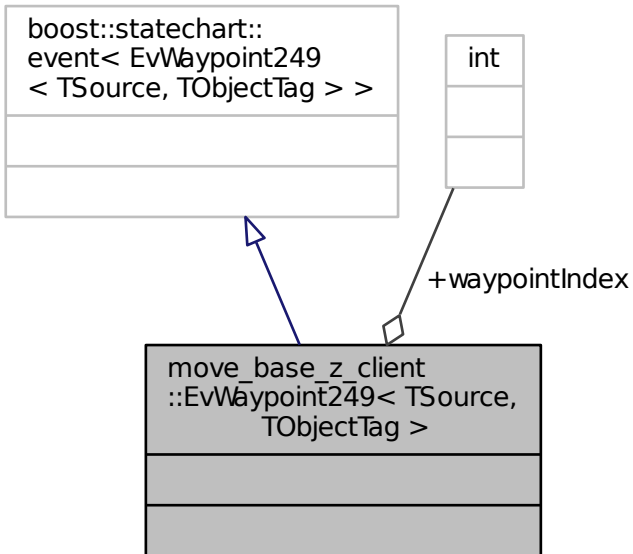 boost::statechart::
event< EvWaypoint249
< TSource, TObjectTag > >
int
+waypointIndex
move_base_z_client
::EvWaypoint249< TSource,
TObjectTag >